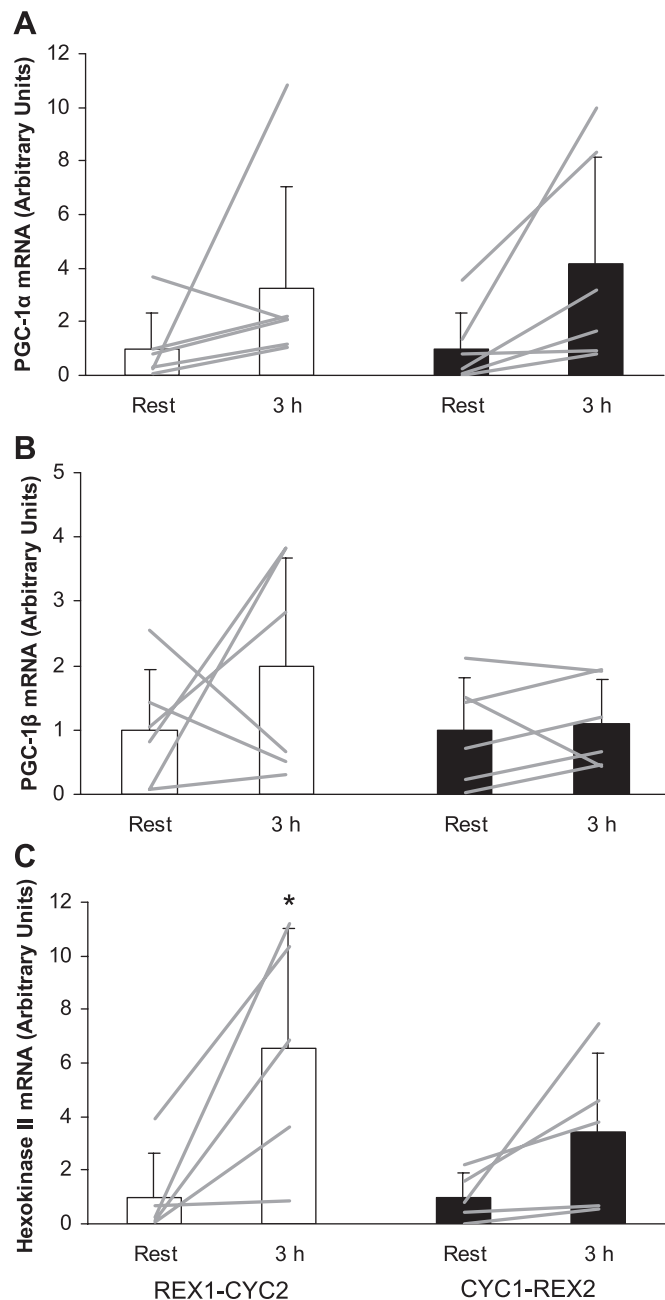 A
PGC-1α mRNA (Arbitrary Units)
12
10
8
6
4
2
0
Rest 3 h Rest 3 h
B
PGC-1β mRNA (Arbitrary Units)
5
4
3
2
1
0
Rest 3 h Rest 3 h
C
Hexokinase II mRNA (Arbitrary Units)
12
10
8
6
4
2
0
*
Rest 3 h Rest 3 h
REX1-CYC2 CYC1-REX2